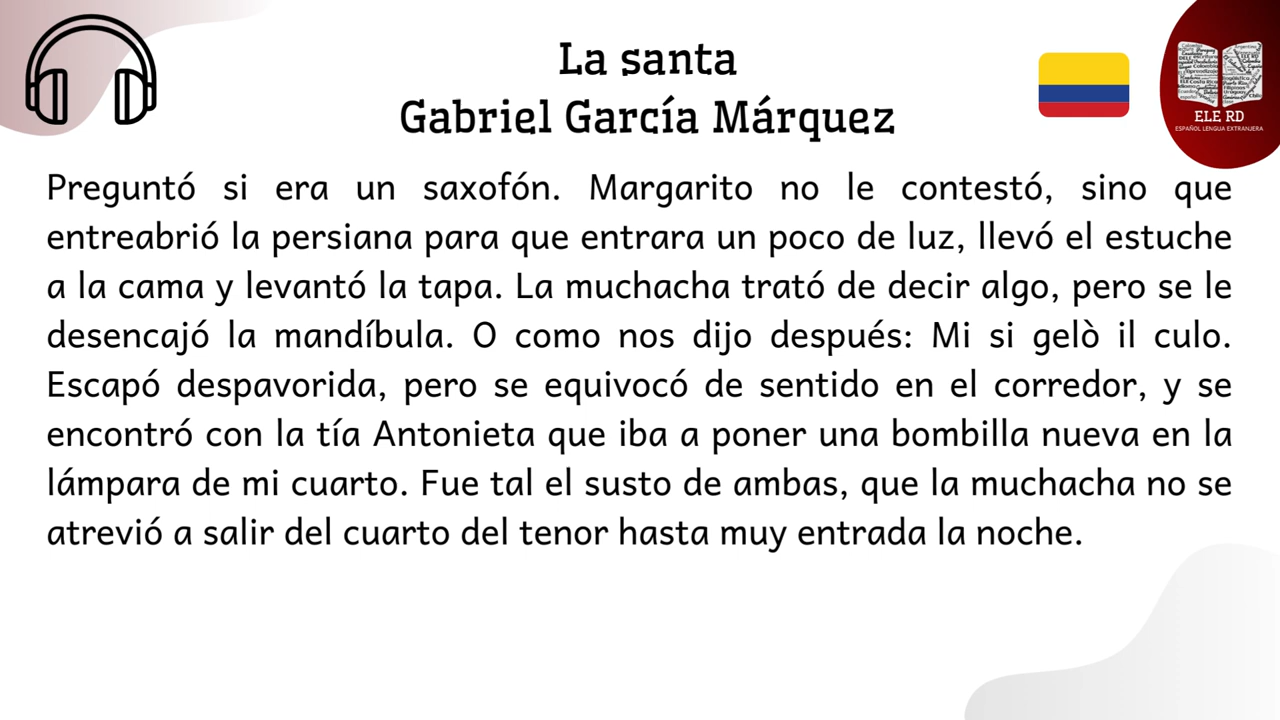 La santa
Gabriel García Márquez
ELE RD
ESPAÑOL LENGUA EXTRANJERA
Preguntó si era un saxofón. Margarito no le contestó, sino que
entreabrió la persiana para que entrara un poco de luz, llevó el estuche
a la cama y levantó la tapa. La muchacha trató de decir algo, pero se le
desencajó la mandíbula. O como nos dijo después: Mi si gelò il culo.
Escapó despavorida, pero se equivocó de sentido en el corredor, y se
encontró con la tía Antonieta que iba a poner una bombilla nueva en la
lámpara de mi cuarto. Fue tal el susto de ambas, que la muchacha no se
atrevió a salir del cuarto del tenor hasta muy entrada la noche.